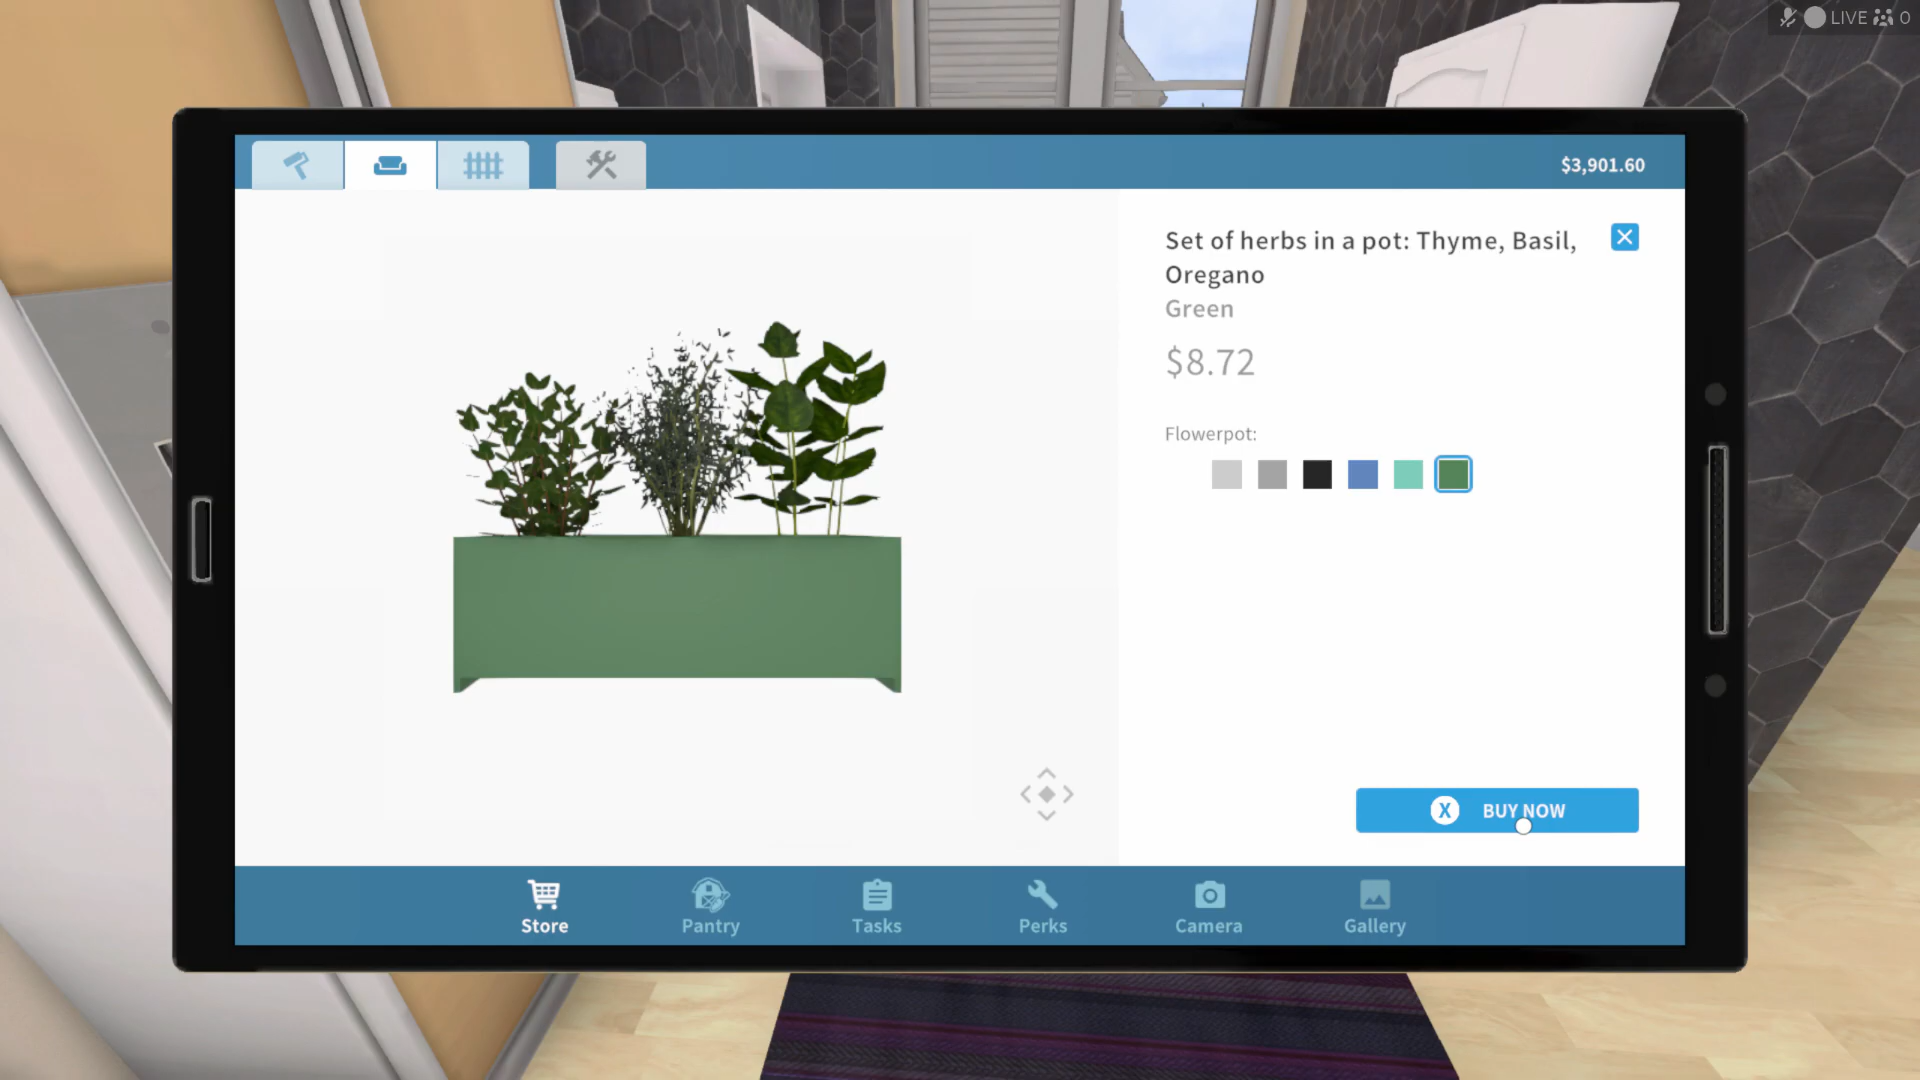 LIVE 0
$3,901.60
Set of herbs in a pot: Thyme, Basil,
Oregano
Green
$8.72
Flowerpot:
X BUY NOW
Store Pantry Tasks Perks Camera Gallery